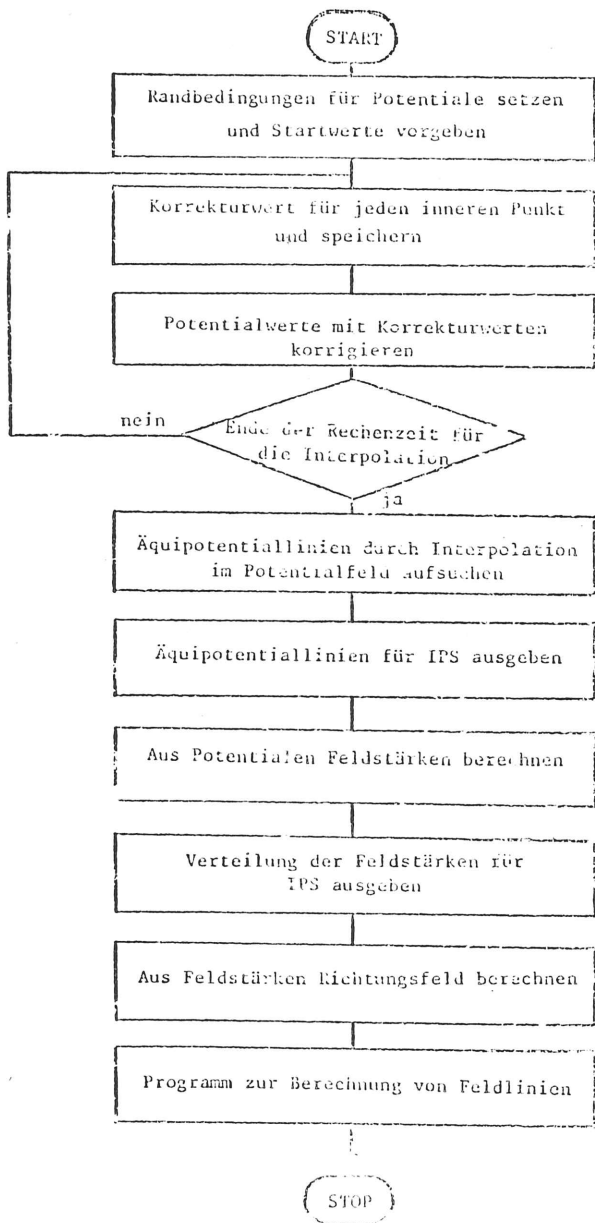 START
Randbedingungen für Potentiale setzen
und Startwerte vorgeben
Korrekturwert für jeden inneren Punkt
und speichern
Potentialwerte mit Korrekturwerten
korrigieren
nein
Ende der Rechenzeit für
die Interpolation
ja
Äquipotentiallinien durch Interpolation
im Potentialfeld aufsuchen
Äquipotentiallinien für IPS ausgeben
Aus Potentialen Feldstärken berechnen
Verteilung der Feldstärken für
IPS ausgeben
Aus Feldstärken Richtungsfeld berechnen
Programm zur Berechnung von Feldlinien
STOP